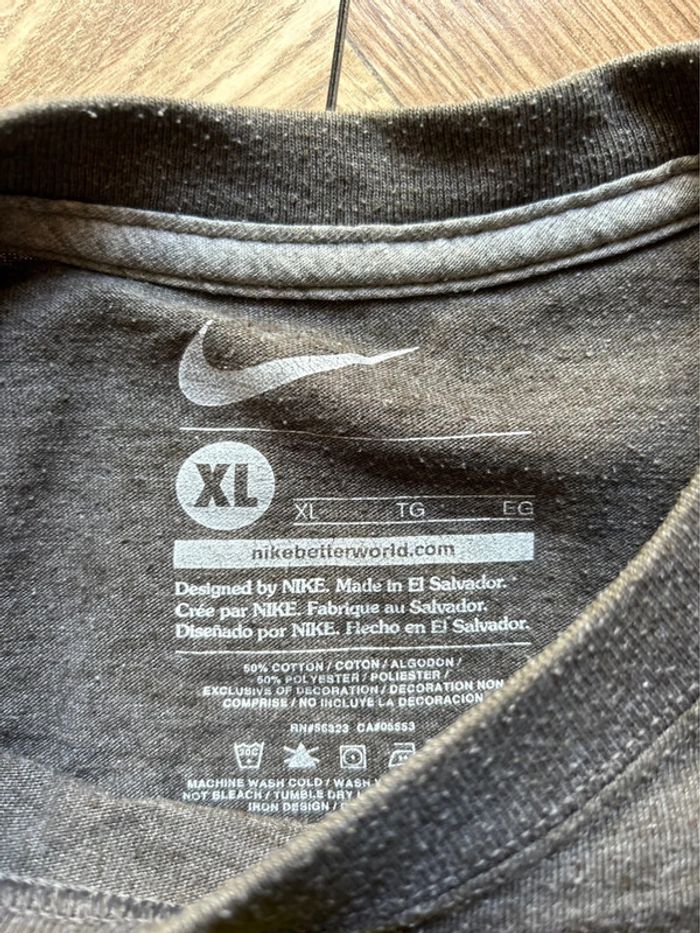 XL
XL TG EG
nikebetterworld.com
Designed by NIKE. Made in El Salvador.
Crée par NIKE. Fabrique au Salvador.
Diseñado por NIKE. Hecho en El Salvador.
50% COTTON / COTON / ALGODON /
50% POLYESTER / POLIESTER /
EXCLUSIVE OF DECORATION / DECORATION NON
COMPRISE / NO INCLUYE LA DECORACION
RN#56323 CA#05553
30C
MACHINE WASH COLD / WASH
NOT BLEACH / TUMBLE DRY
IRON DESIGN /